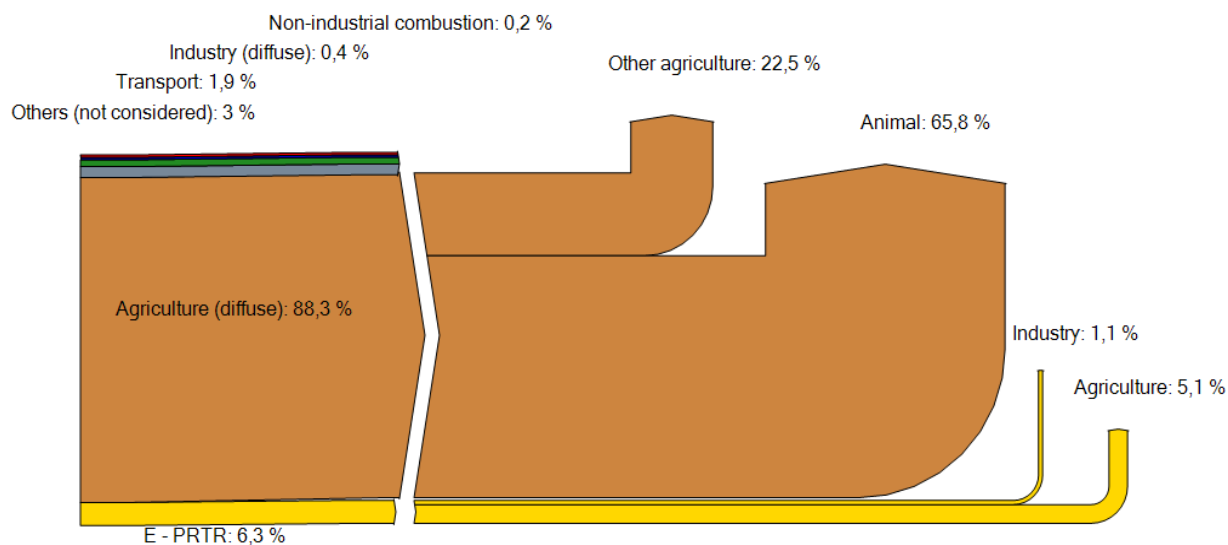 Non-industrial combustion: 0,2 %
Industry (diffuse): 0,4 %
Transport: 1,9 %
Others (not considered): 3 %
Other agriculture: 22,5 %
Animal: 65,8 %
Agriculture (diffuse): 88,3 %
Industry: 1,1 %
Agriculture: 5,1 %
E - PRTR: 6,3 %